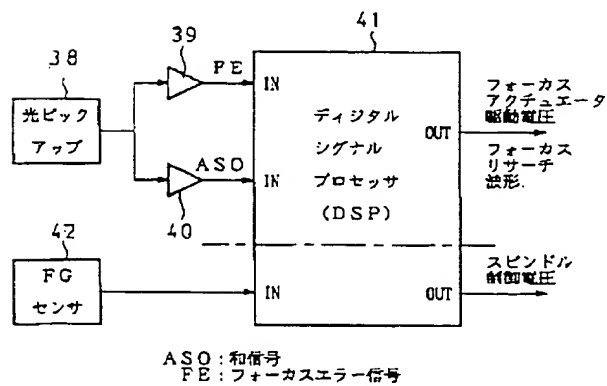 38
光ピック
アップ
39
FE
ASO
40
41
IN
IN
ディジタル
シグナル
プロセッサ
(DSP)
OUT
フォーカス
アクチュエータ
駆動電圧
フォーカス
リサーチ
波形.
42
FG
センサ
IN
OUT
スピンドル
制御電圧
ASO:和信号
FE:フォーカスエラー信号